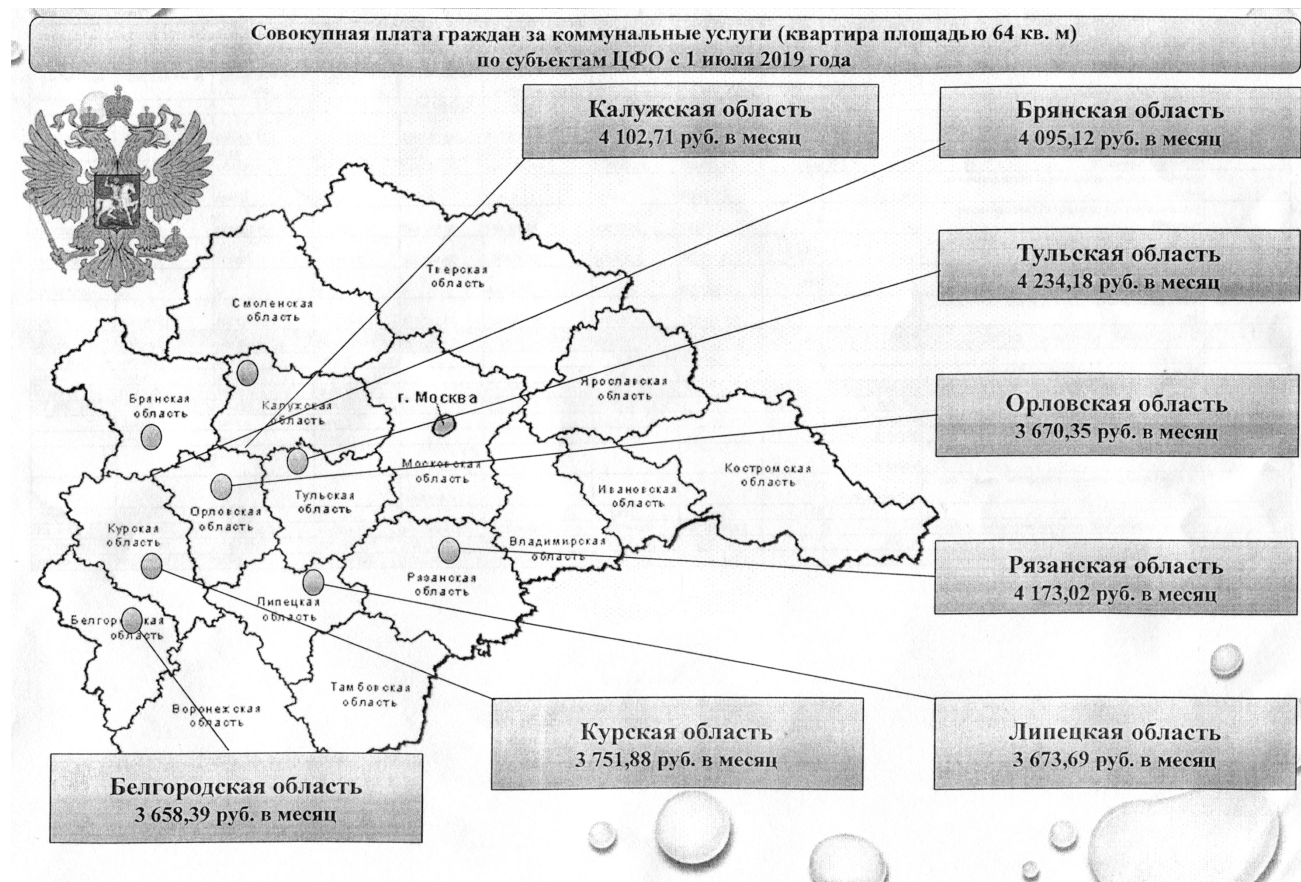 Совокупная плата граждан за коммунальные услуги (квартира площадью 64 кв. м)
по субъектам ЦФО с 1 июля 2019 года
Калужская область
4 102,71 руб. в месяц
Брянская область
4 095,12 руб. в месяц
Тульская область
4 234,18 руб. в месяц
Тверская
область
Смоленская
область
Ярославская
область
Брянская
область
Калужская
область
г. Москва
Орловская область
3 670,35 руб. в месяц
Московская
область
Костромская
область
Ивановская
область
Тульская
область
Орловская
область
Курская
область
Владимирская
область
Рязанская
область
Рязанская область
4 173,02 руб. в месяц
Липецкая
область
Белгородская
область
Тамбовская
область
Воронежская
область
Курская область
3 751,88 руб. в месяц
Липецкая область
3 673,69 руб. в месяц
Белгородская область
3 658,39 руб. в месяц